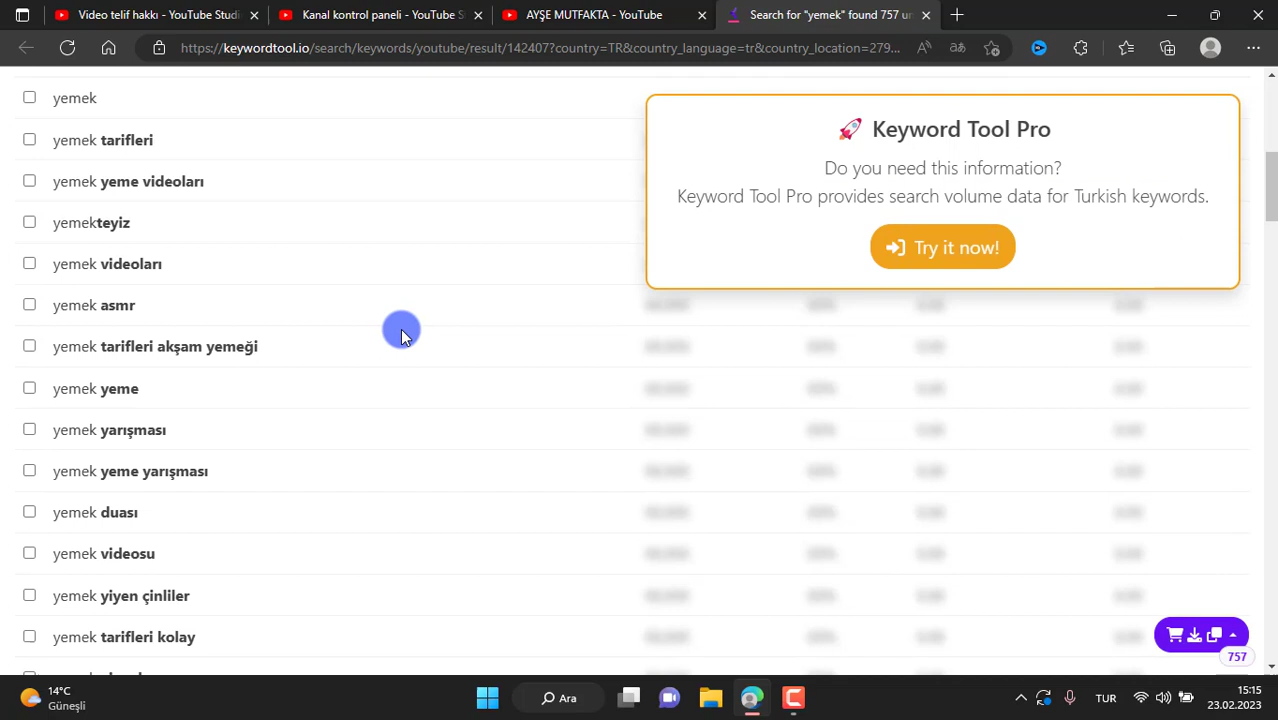 Video telif hakkı - YouTube Studi
Kanal kontrol paneli - YouTube S
AYŞE MUTFAKTA - YouTube
Search for "yemek" found 757 un
https://keywordtool.io/search/keywords/youtube/result/142407?country=TR&country_language=tr&country_location=279...
yemek
yemek tarifleri
yemek yeme videoları
yemekteyiz
yemek videoları
yemek asmr
yemek tarifleri akşam yemeği
yemek yeme
yemek yarışması
yemek yeme yarışması
yemek duası
yemek videosu
yemek yiyen çinliler
yemek tarifleri kolay
Keyword Tool Pro
Do you need this information?
Keyword Tool Pro provides search volume data for Turkish keywords.
Try it now!
757
14°C
Güneşli
Ara
TUR
15:15
23.02.2023